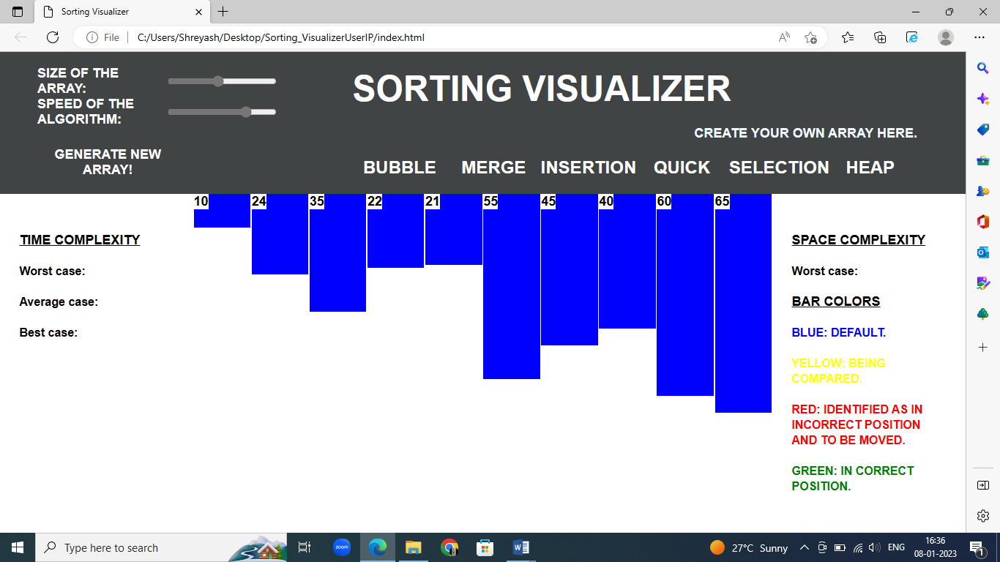 Sorting Visualizer
File
C:/Users/Shreyash/Desktop/Sorting_VisualizerUserIP/index.html
SIZE OF THE
ARRAY:
SPEED OF THE
ALGORITHM:
SORTING VISUALIZER
CREATE YOUR OWN ARRAY HERE.
GENERATE NEW
ARRAY!
BUBBLE MERGE INSERTION QUICK SELECTION HEAP
10 24 35 22 21 55 45 40 60 65
TIME COMPLEXITY
Worst case:
Average case:
Best case:
SPACE COMPLEXITY
Worst case:
BAR COLORS
BLUE: DEFAULT.
YELLOW: BEING
COMPARED.
RED: IDENTIFIED AS IN
INCORRECT POSITION
AND TO BE MOVED.
GREEN: IN CORRECT
POSITION.
Type here to search
zoom
W
27°C Sunny
ENG
16:36
08-01-2023
1